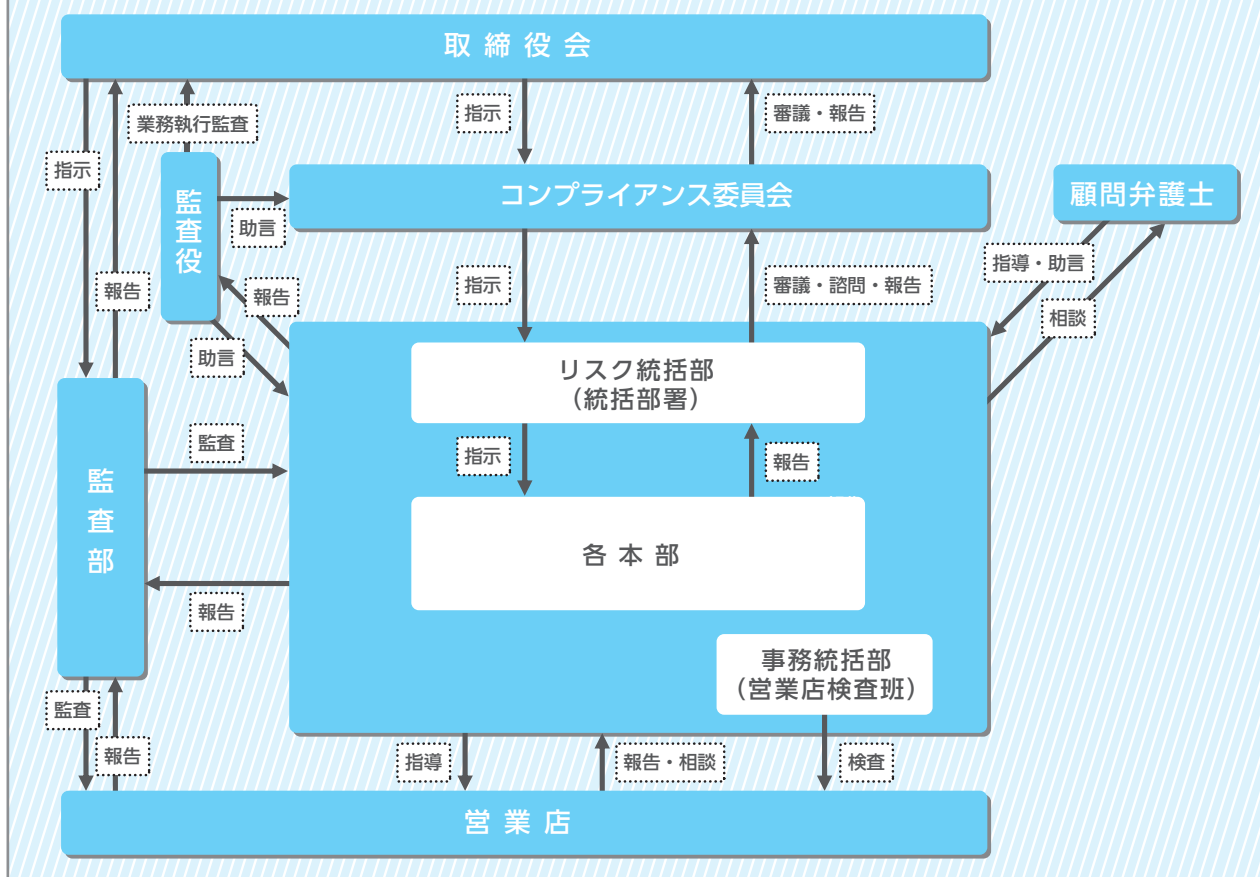 取締役会
業務執行監査
指示
審議・報告
指示
監査役
コンプライアンス委員会
顧問弁護士
助言
指導・助言
報告
報告
指示
審議・諮問・報告
相談
助言
リスク統括部
（統括部署）
監査
指示
報告
監査部
各本部
報告
事務統括部
（営業店検査班）
監査
報告
指導
報告・相談
検査
営業店